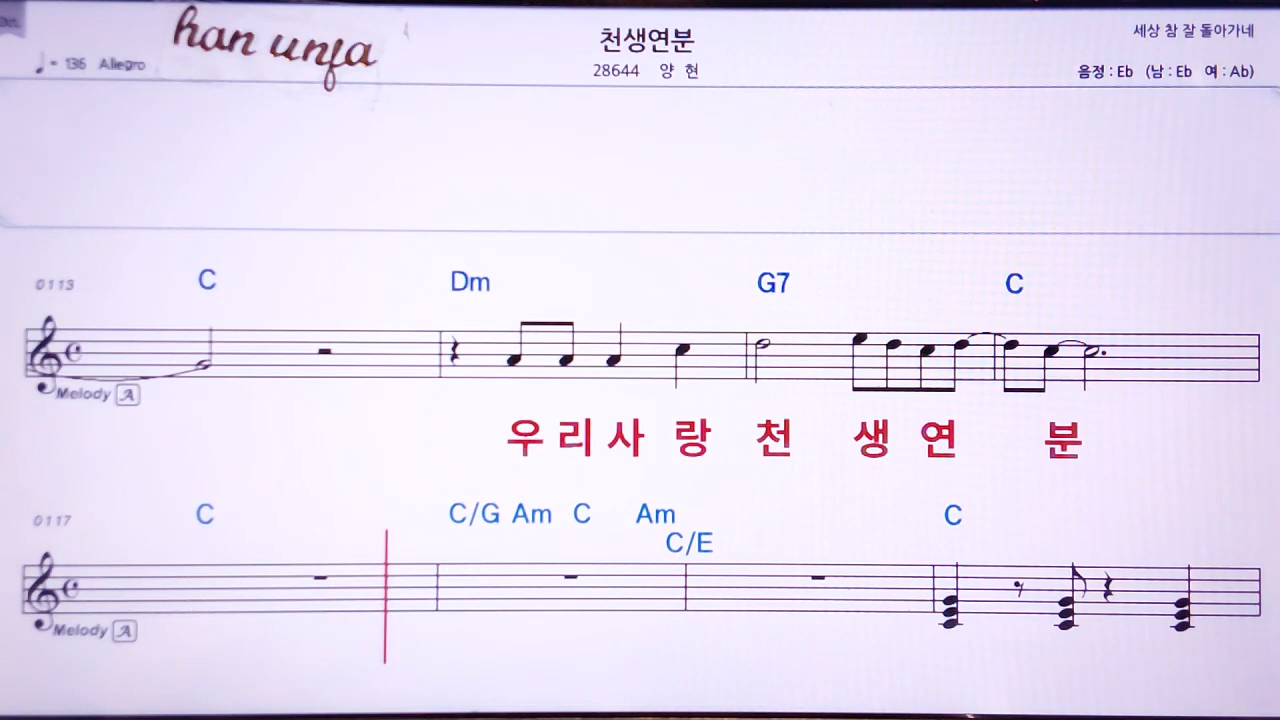 han unfa
천생연분
세상 참 잘 돌아가네
♩= 136 Allegro
28644 양 현
음정 : Eb (남 : Eb 여 : Ab)
0113 C Dm G7 C
Melody A
우 리 사 랑 천 생 연 분
0117 C C/G Am C Am C
C/E
Melody A